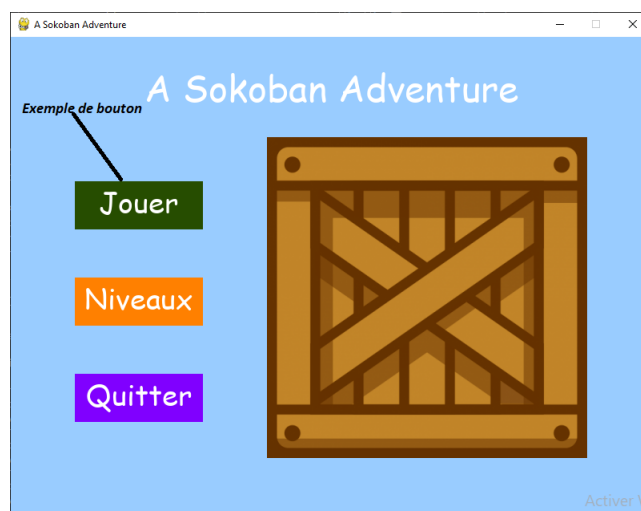 A Sokoban Adventure
A Sokoban Adventure
Exemple de bouton
Jouer
Niveaux
Quitter
Activer